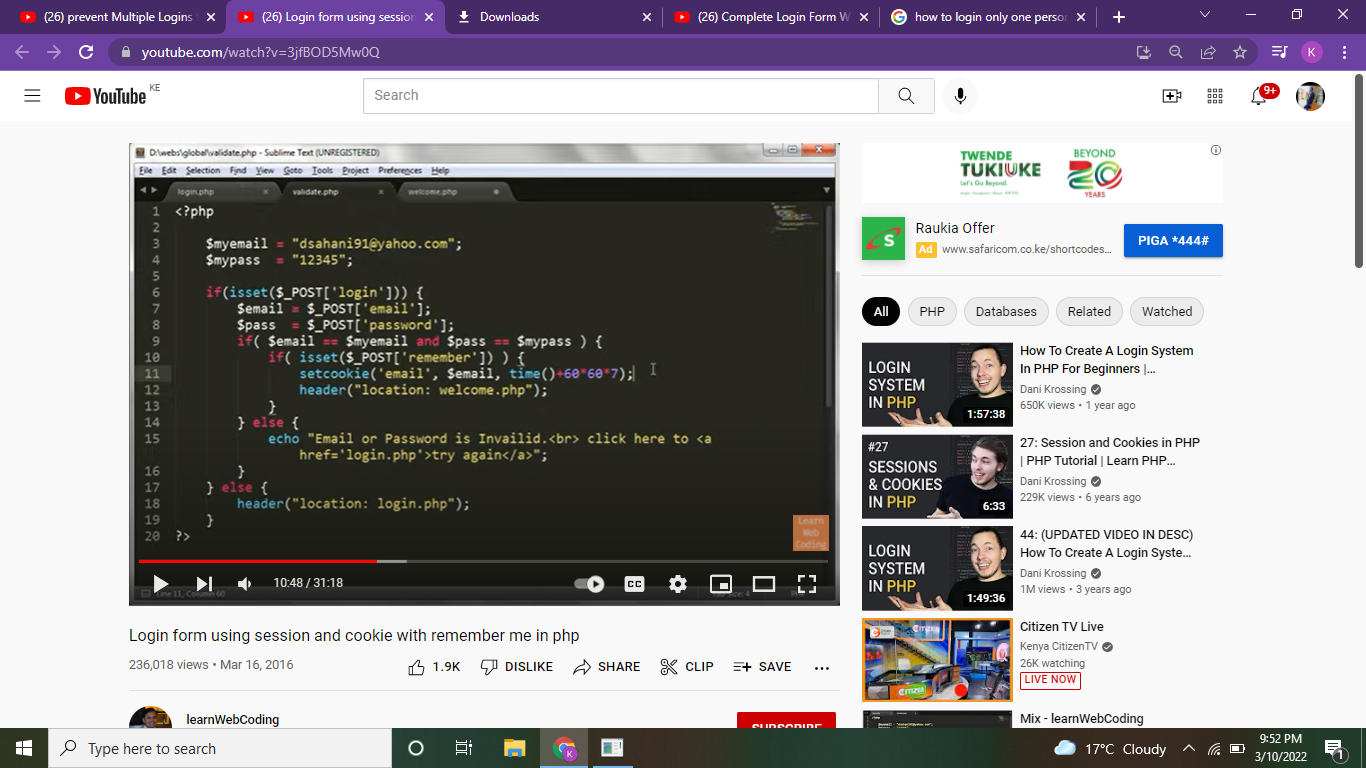 (26) prevent Multiple Logins
(26) Login form using session
Downloads
(26) Complete Login Form W
how to login only one person
youtube.com/watch?v=3jfBOD5Mw0Q
K
YouTube KE
Search
9+
D:\webs\global\validate.php - Sublime Text (UNREGISTERED)
File Edit Selection Find View Goto Tools Project Preferences Help
login.php validate.php welcome.php
1 <?php
2
3 $myemail = "dsahani91@yahoo.com";
4 $mypass = "12345";
5
6 if(isset($_POST['login'])) {
7 $email = $_POST['email'];
8 $pass = $_POST['password'];
9 if( $email == $myemail and $pass == $mypass ) {
10 if( isset($_POST['remember']) ) {
11 setcookie('email', $email, time()+60*60*7);
12 header("location: welcome.php");
13 }
14 } else {
15 echo "Email or Password is Invailid.<br> click here to <a
href='login.php'>try again</a>";
16 }
17 } else {
18 header("location: login.php");
19 }
20 ?>
Learn
Web
Coding
10:48 / 31:18
CC
Line 11, Column 60
Login form using session and cookie with remember me in php
236,018 views • Mar 16, 2016
1.9K DISLIKE SHARE CLIP SAVE
learnWebCoding
SUBSCRIBE
TWENDE
TUKIUKE
Let's Go Beyond.
BEYOND
20
YEARS
S
Raukia Offer
Ad www.safaricom.co.ke/shortcodes...
PIGA *444#
All PHP Databases Related Watched
LOGIN
SYSTEM
IN PHP
1:57:38
How To Create A Login System
In PHP For Beginners |...
Dani Krossing
650K views • 1 year ago
#27
SESSIONS
& COOKIES
IN PHP
6:33
27: Session and Cookies in PHP
| PHP Tutorial | Learn PHP...
Dani Krossing
229K views • 6 years ago
LOGIN
SYSTEM
IN PHP
1:49:36
44: (UPDATED VIDEO IN DESC)
How To Create A Login Syste...
Dani Krossing
1M views • 3 years ago
CITIZEN
Citizen TV Live
Kenya CitizenTV
26K watching
LIVE NOW
Mix - learnWebCoding
Type here to search
K
17°C Cloudy
9:52 PM
3/10/2022
1